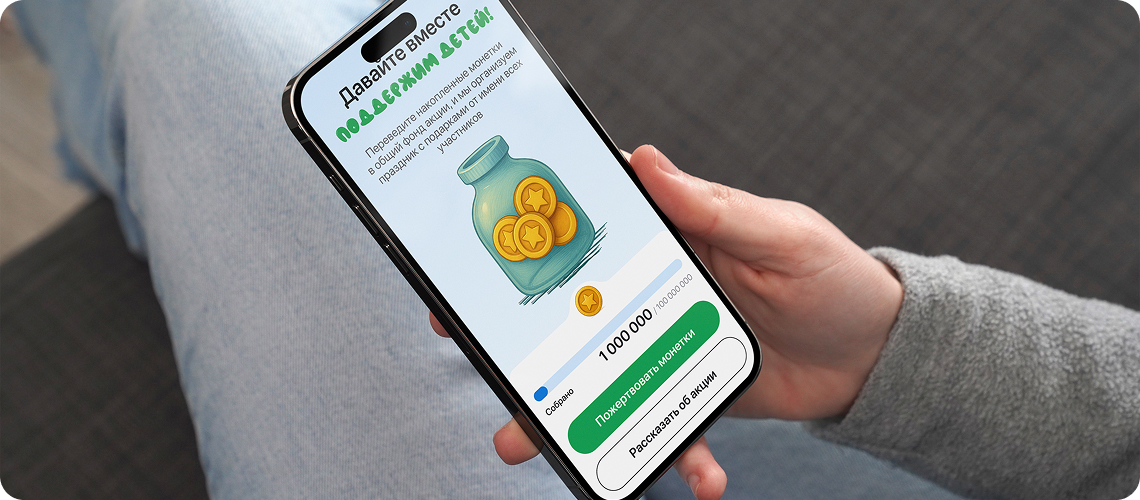 Давайте вместе
ПОДДЕРЖИМ ДЕТЕЙ!
Переведите накопленные монетки
в общий фонд акции, и мы организуем
праздник с подарками от имени всех
участников
Собрано
1 000 000 / 100 000 000
Пожертвовать монетки
Рассказать об акции